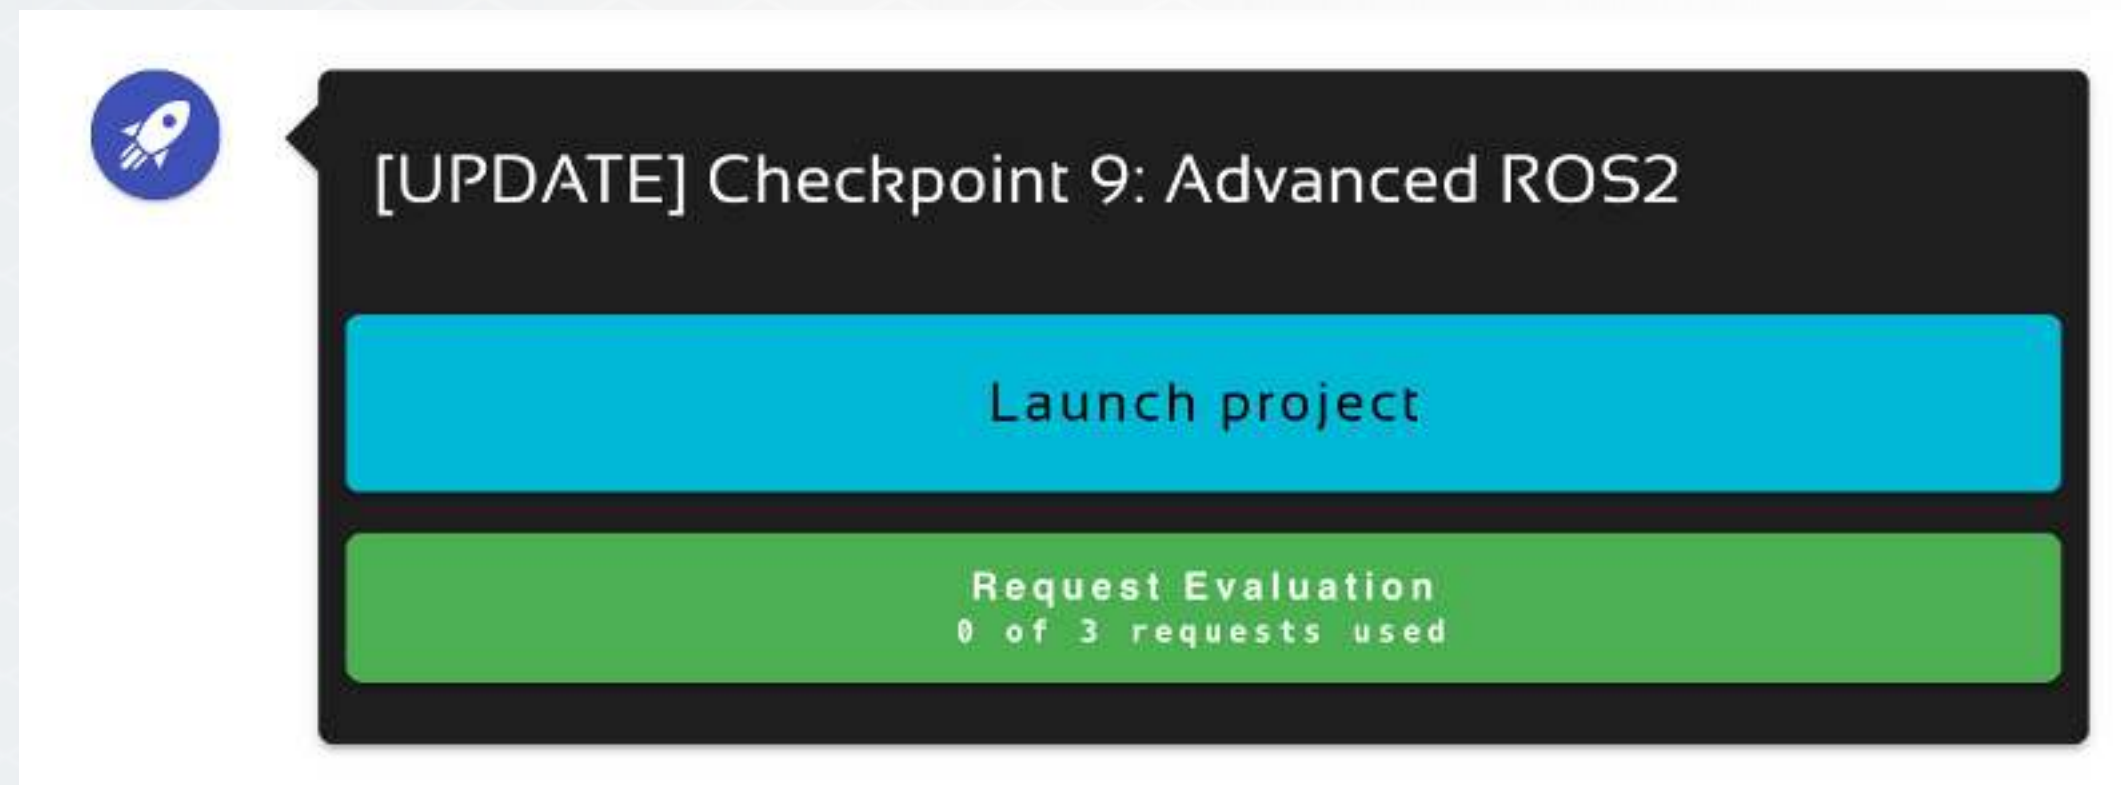 [UPDATE] Checkpoint 9: Advanced ROS2
Launch project
Request Evaluation
0 of 3 requests used